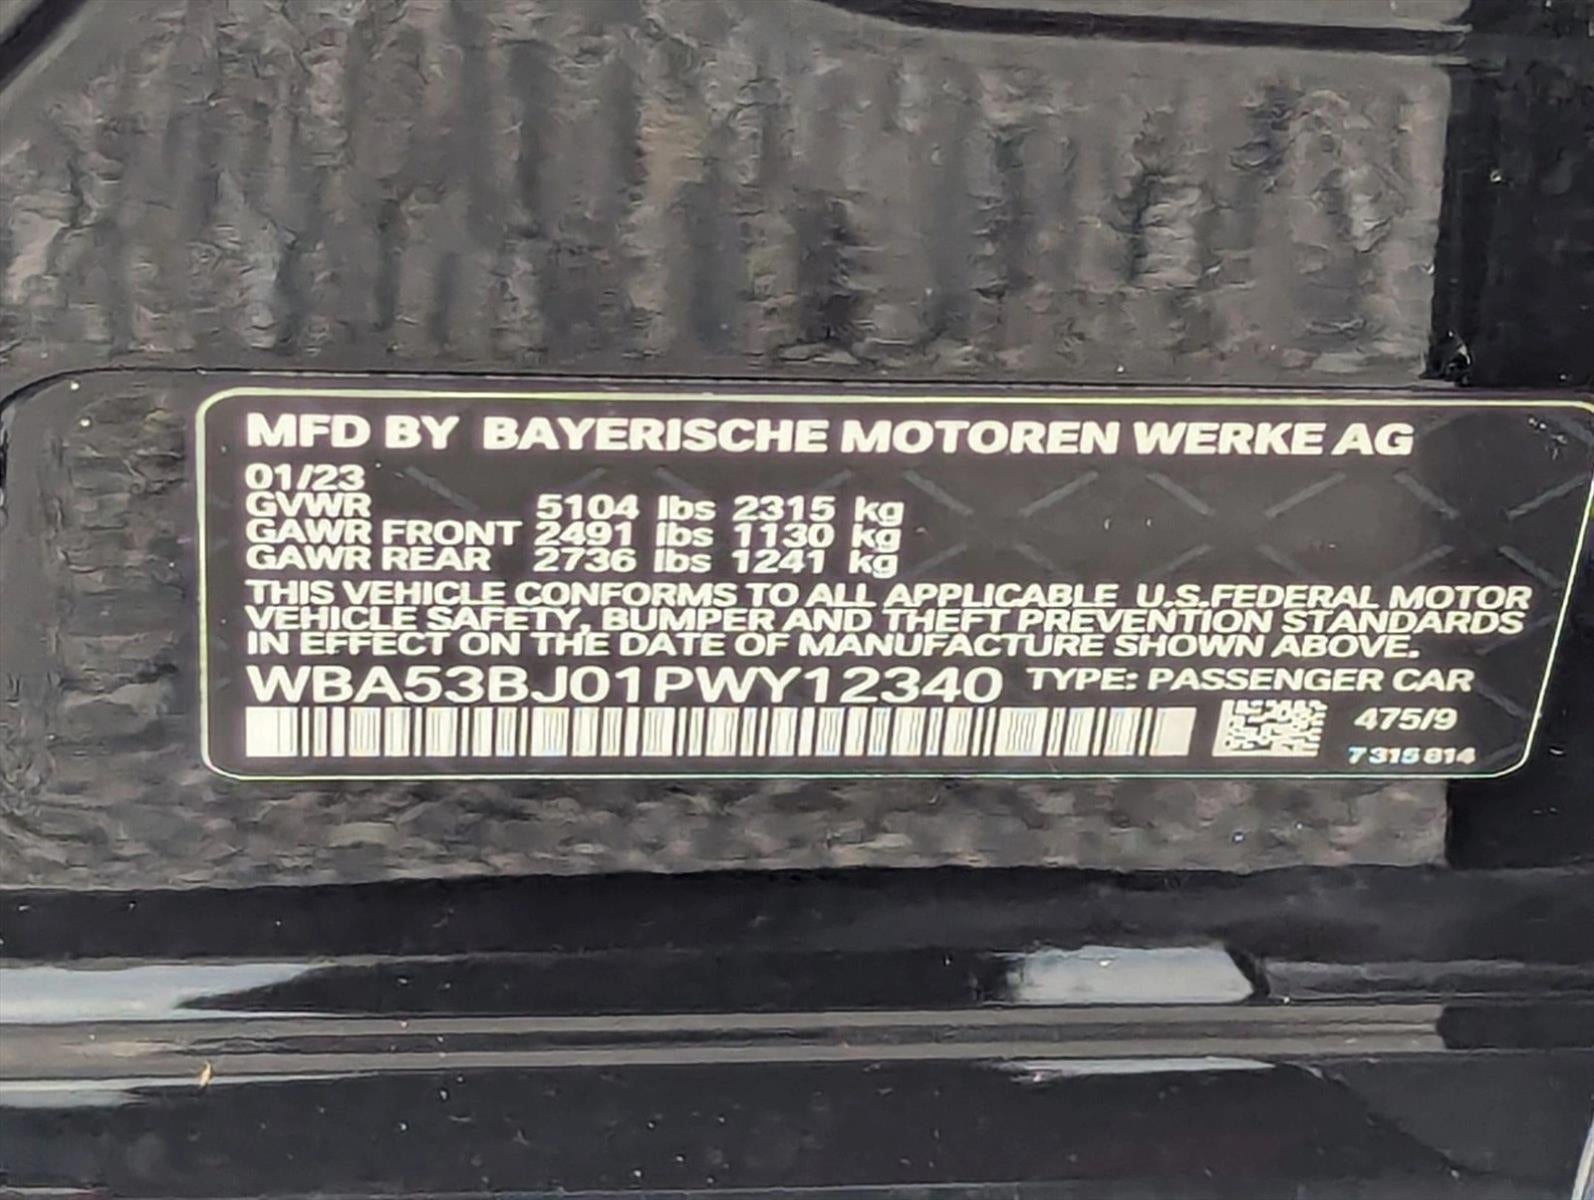 MFD BY BAYERISCHE MOTOREN WERKE AG
01/23
GVWR 5104 lbs 2315 kg
GAWR FRONT 2491 lbs 1130 kg
GAWR REAR 2736 lbs 1241 kg
THIS VEHICLE CONFORMS TO ALL APPLICABLE U.S.FEDERAL MOTOR
VEHICLE SAFETY, BUMPER AND THEFT PREVENTION STANDARDS
IN EFFECT ON THE DATE OF MANUFACTURE SHOWN ABOVE.
WBA53BJ01PWY12340 TYPE: PASSENGER CAR
475/9
7 315 814